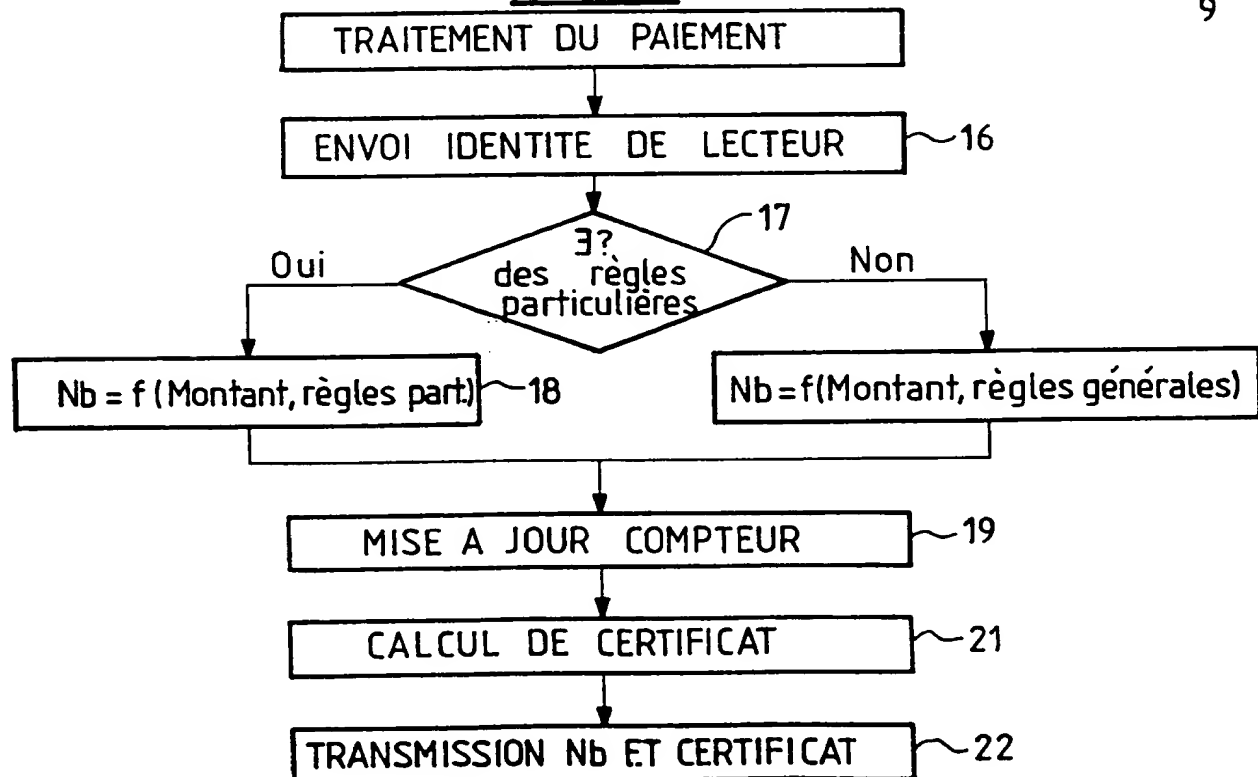 9
TRAITEMENT DU PAIEMENT
ENVOI IDENTITE DE LECTEUR
16
17
∃?
des règles
particulières
Oui
Non
Nb = f (Montant, règles part.)
18
Nb = f(Montant, règles générales)
MISE A JOUR COMPTEUR
19
CALCUL DE CERTIFICAT
21
TRANSMISSION Nb ET CERTIFICAT
22